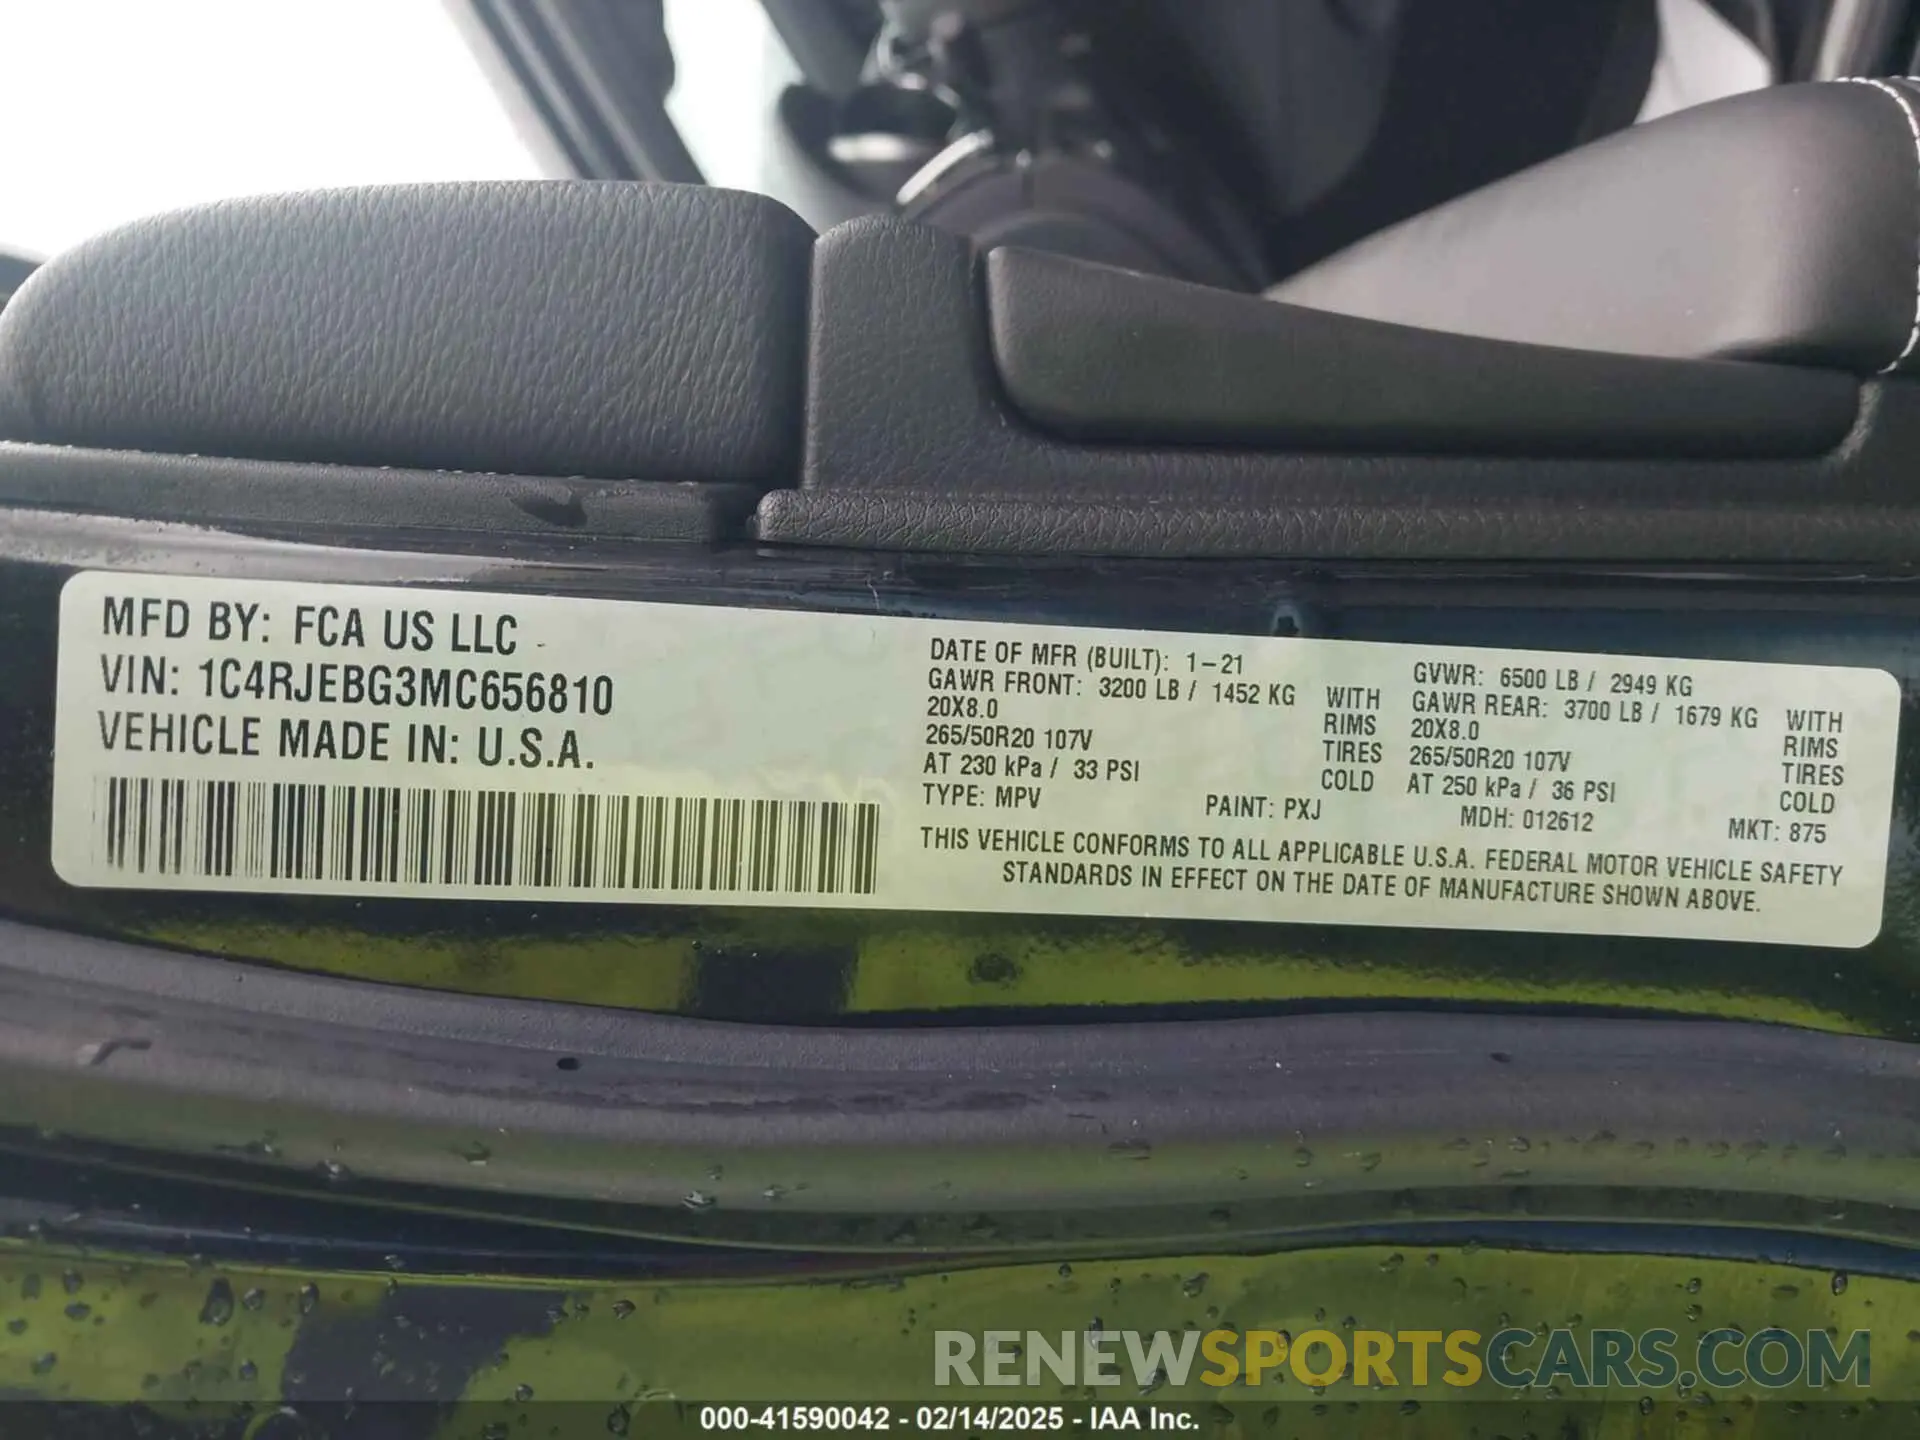 MFD BY: FCA US LLC
VIN: 1C4RJEBG3MC656810
VEHICLE MADE IN: U.S.A.
DATE OF MFR (BUILT): 1-21
GAWR FRONT: 3200 LB / 1452 KG WITH
20X8.0 RIMS
265/50R20 107V TIRES
AT 230 kPa / 33 PSI COLD
GVWR: 6500 LB / 2949 KG
GAWR REAR: 3700 LB / 1679 KG WITH
20X8.0 RIMS
265/50R20 107V TIRES
AT 250 kPa / 36 PSI COLD
TYPE: MPV PAINT: PXJ MDH: 012612 MKT: 875
THIS VEHICLE CONFORMS TO ALL APPLICABLE U.S.A. FEDERAL MOTOR VEHICLE SAFETY
STANDARDS IN EFFECT ON THE DATE OF MANUFACTURE SHOWN ABOVE.
RENEWSPORTSCARS.COM
000-41590042 - 02/14/2025 - IAA Inc.